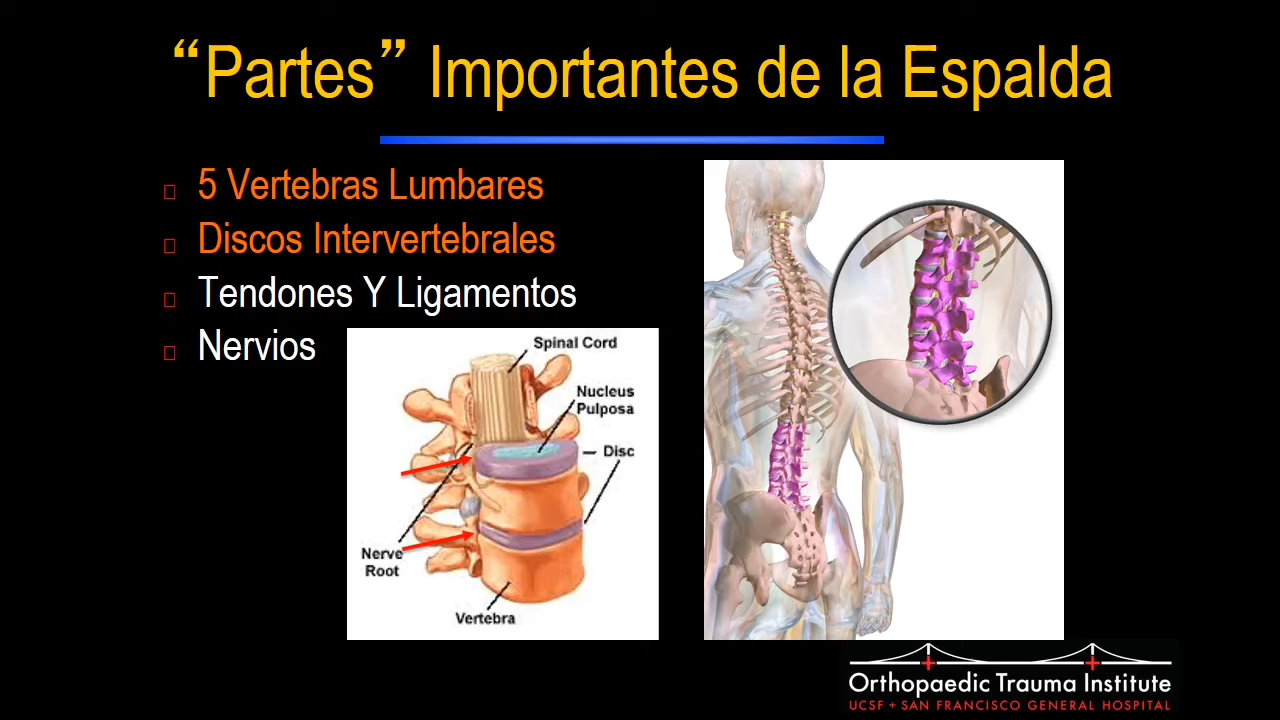 “Partes” Importantes de la Espalda
5 Vertebras Lumbares
Discos Intervertebrales
Tendones Y Ligamentos
Nervios
Spinal Cord
Nucleus
Pulposa
Disc
Nerve
Root
Vertebra
Orthopaedic Trauma Institute
UCSF + SAN FRANCISCO GENERAL HOSPITAL